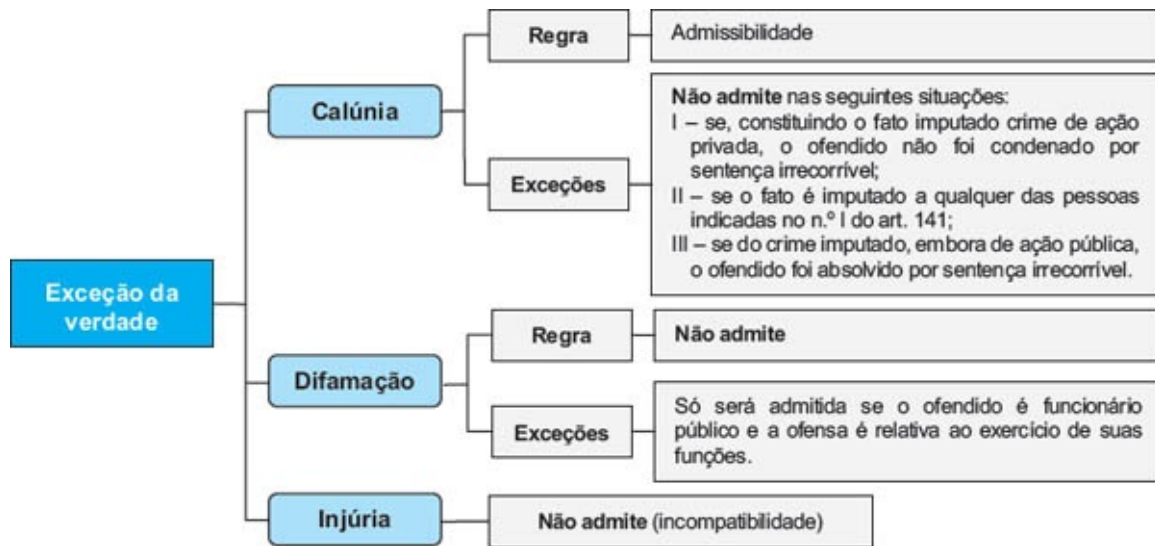 Exceção da
verdade
Calúnia
Regra
Admissibilidade
Exceções
Não admite nas seguintes situações:
I – se, constituindo o fato imputado crime de ação
privada, o ofendido não foi condenado por
sentença irrecorrível;
II – se o fato é imputado a qualquer das pessoas
indicadas no n.º I do art. 141;
III – se do crime imputado, embora de ação pública,
o ofendido foi absolvido por sentença irrecorrível.
Difamação
Regra
Não admite
Exceções
Só será admitida se o ofendido é funcionário
público e a ofensa é relativa ao exercício de suas
funções.
Injúria
Não admite (incompatibilidade)